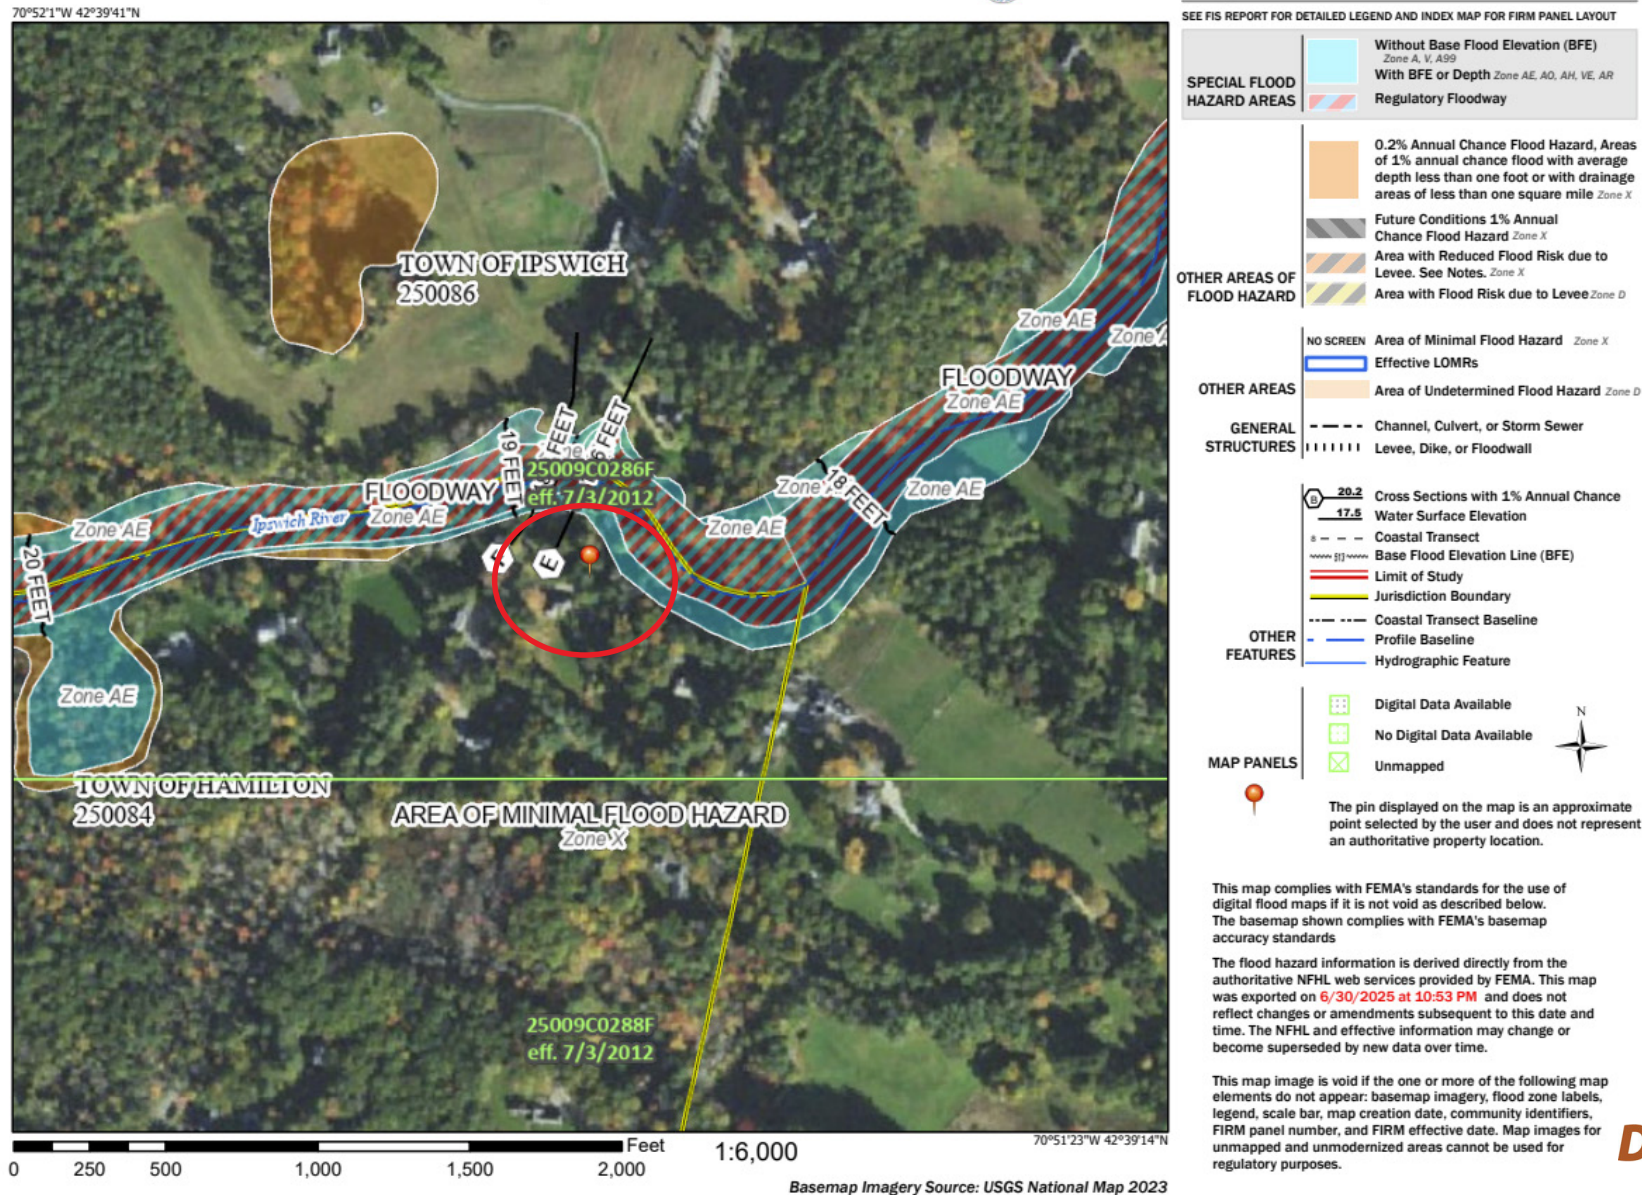 70°52'1"W 42°39'41"N
TOWN OF IPSWICH
250086
Zone AE
Zone
FLOODWAY
Zone AE
19 FEET
FEET
6 FEET
25009C0286F
eff. 7/3/2012
FLOODWAY
Zone AE
Ipswich River
Zone AE
20 FEET
Zone
18 FEET
Zone AE
Zone AE
F
E
Zone AE
TOWN OF HAMILTON
250084
AREA OF MINIMAL FLOOD HAZARD
Zone X
25009C0288F
eff. 7/3/2012
70°51'23"W 42°39'14"N
0 250 500 1,000 1,500 2,000 Feet
1:6,000
Basemap Imagery Source: USGS National Map 2023
SEE FIS REPORT FOR DETAILED LEGEND AND INDEX MAP FOR FIRM PANEL LAYOUT
SPECIAL FLOOD
HAZARD AREAS
Without Base Flood Elevation (BFE)
Zone A, V, A99
With BFE or Depth Zone AE, AO, AH, VE, AR
Regulatory Floodway
0.2% Annual Chance Flood Hazard, Areas
of 1% annual chance flood with average
depth less than one foot or with drainage
areas of less than one square mile Zone X
Future Conditions 1% Annual
Chance Flood Hazard Zone X
Area with Reduced Flood Risk due to
Levee. See Notes. Zone X
Area with Flood Risk due to Levee Zone D
OTHER AREAS OF
FLOOD HAZARD
NO SCREEN Area of Minimal Flood Hazard Zone X
Effective LOMRs
OTHER AREAS
Area of Undetermined Flood Hazard Zone D
GENERAL
STRUCTURES
Channel, Culvert, or Storm Sewer
Levee, Dike, or Floodwall
B 20.2 Cross Sections with 1% Annual Chance
17.5 Water Surface Elevation
8 Coastal Transect
513 Base Flood Elevation Line (BFE)
Limit of Study
Jurisdiction Boundary
Coastal Transect Baseline
OTHER
FEATURES
Profile Baseline
Hydrographic Feature
Digital Data Available
No Digital Data Available
Unmapped
MAP PANELS
N
The pin displayed on the map is an approximate
point selected by the user and does not represent
an authoritative property location.
This map complies with FEMA's standards for the use of
digital flood maps if it is not void as described below.
The basemap shown complies with FEMA's basemap
accuracy standards
The flood hazard information is derived directly from the
authoritative NFHL web services provided by FEMA. This map
was exported on 6/30/2025 at 10:53 PM and does not
reflect changes or amendments subsequent to this date and
time. The NFHL and effective information may change or
become superseded by new data over time.
This map image is void if the one or more of the following map
elements do not appear: basemap imagery, flood zone labels,
legend, scale bar, map creation date, community identifiers,
FIRM panel number, and FIRM effective date. Map images for
unmapped and unmodernized areas cannot be used for
regulatory purposes.
D